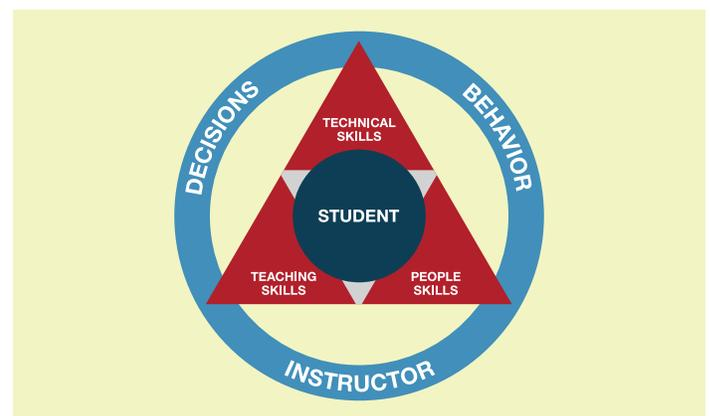 DECISIONS
BEHAVIOR
TECHNICAL
SKILLS
STUDENT
TEACHING
SKILLS
PEOPLE
SKILLS
INSTRUCTOR